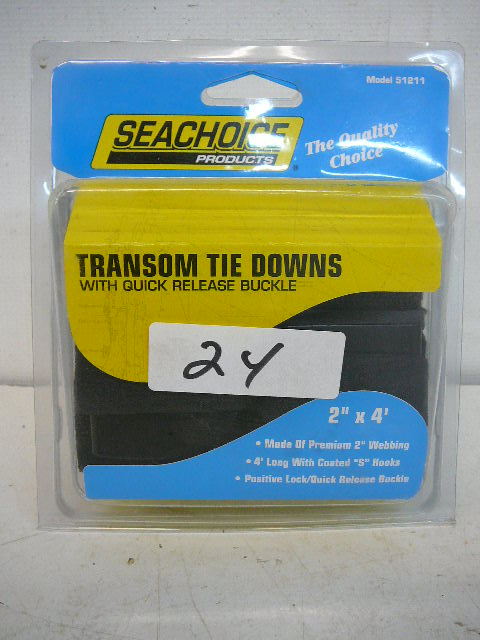 Model 51211
SEACHOICE
PRODUCTS
®
The Quality
Choice
TRANSOM TIE DOWNS
WITH QUICK RELEASE BUCKLE
24
2" x 4'
• Made Of Premium 2" Webbing
• 4' Long With Coated "S" Hooks
• Positive Lock/Quick Release Buckle